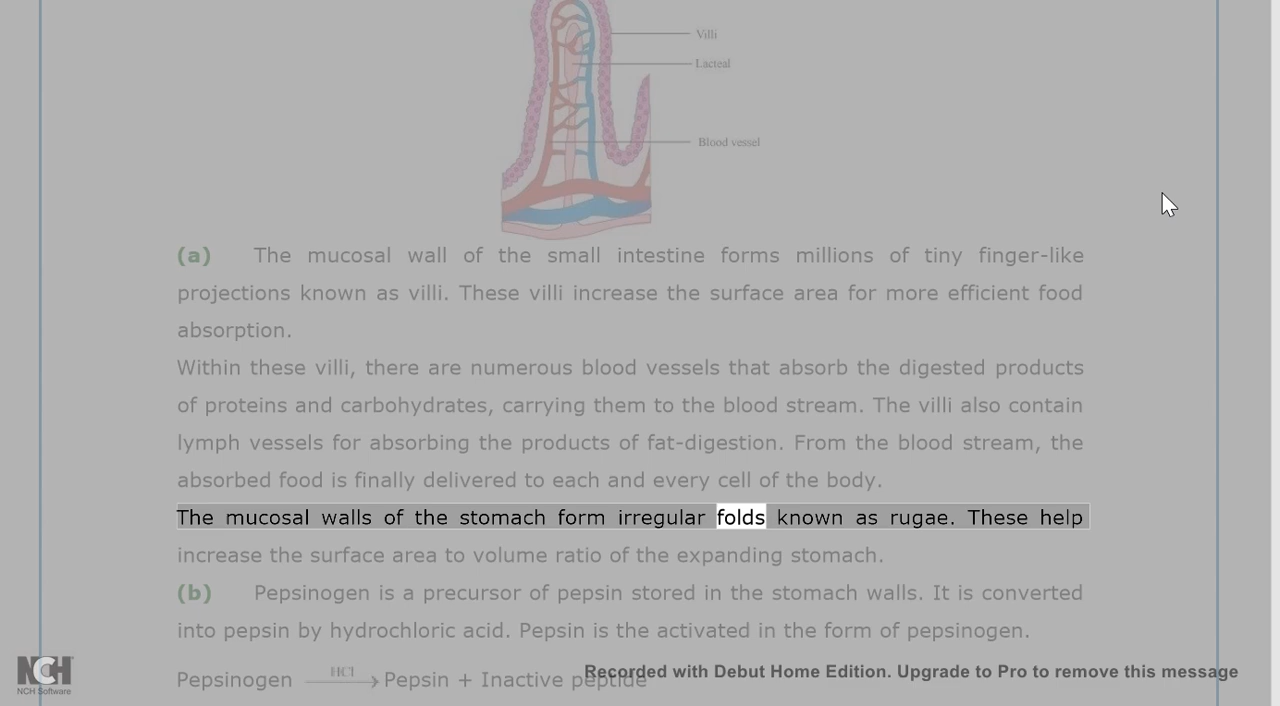 Villi
Lacteal
Blood vessel
(a) The mucosal wall of the small intestine forms millions of tiny finger-like
projections known as villi. These villi increase the surface area for more efficient food
absorption.
Within these villi, there are numerous blood vessels that absorb the digested products
of proteins and carbohydrates, carrying them to the blood stream. The villi also contain
lymph vessels for absorbing the products of fat-digestion. From the blood stream, the
absorbed food is finally delivered to each and every cell of the body.
The mucosal walls of the stomach form irregular folds known as rugae. These help
increase the surface area to volume ratio of the expanding stomach.
(b) Pepsinogen is a precursor of pepsin stored in the stomach walls. It is converted
into pepsin by hydrochloric acid. Pepsin is the activated in the form of pepsinogen.
HCl
Pepsinogen ⟶ Pepsin + Inactive peptide
NCH
NCH Software
Recorded with Debut Home Edition. Upgrade to Pro to remove this message